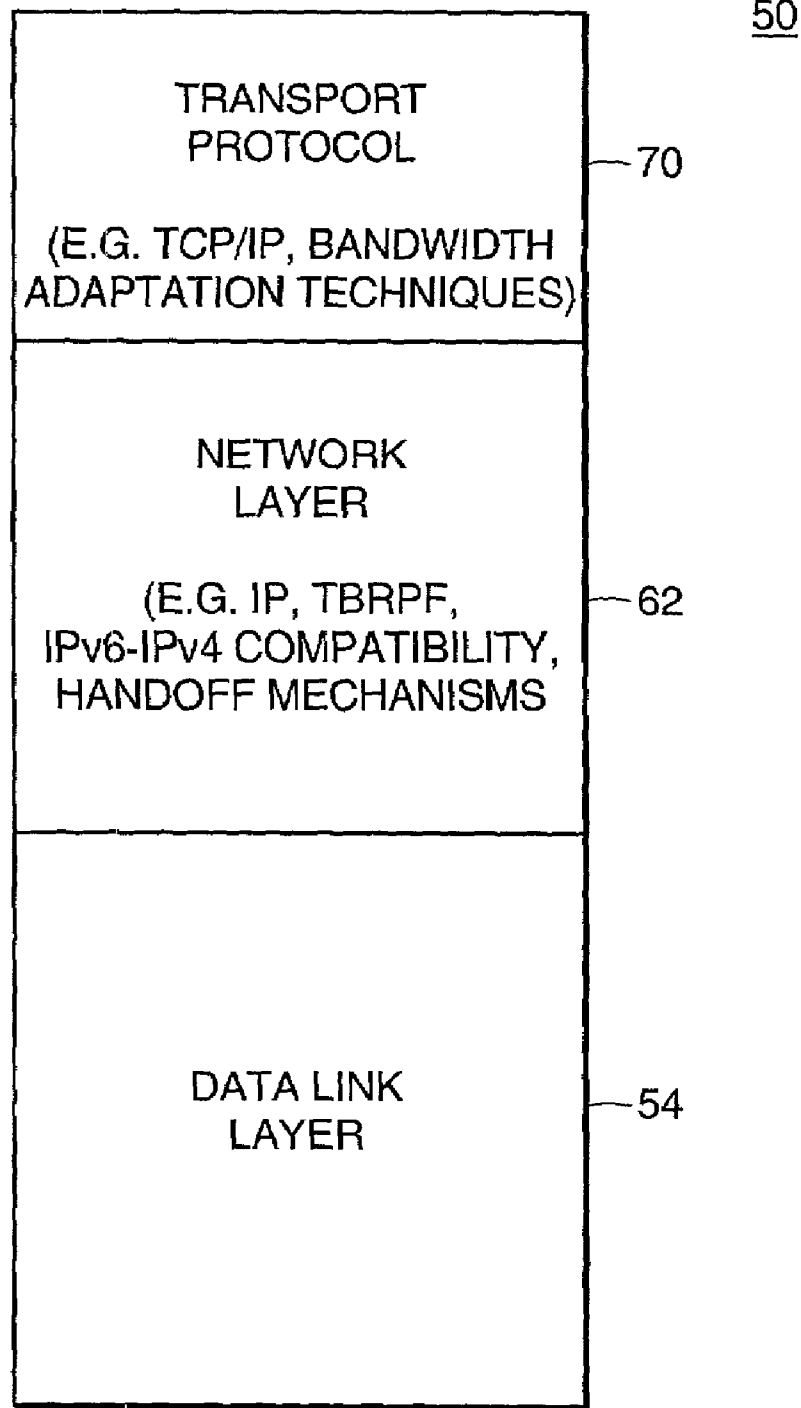 50
TRANSPORT
PROTOCOL
70
(E.G. TCP/IP, BANDWIDTH
ADAPTATION TECHNIQUES)
NETWORK
LAYER
(E.G. IP, TBRPF,
62
IPv6-IPv4 COMPATIBILITY,
HANDOFF MECHANISMS
DATA LINK
54
LAYER